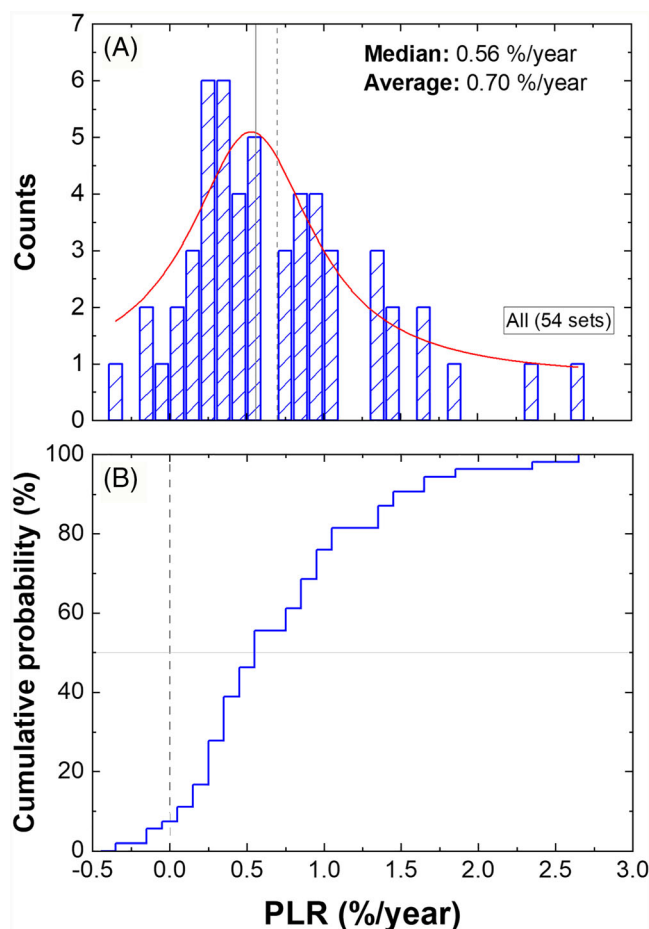 (A)
Median: 0.56 %/year
Average: 0.70 %/year
7
6
5
4
3
2
1
0
Counts
All (54 sets)
(B)
100
80
60
40
20
0
Cumulative probability (%)
-0.5 0.0 0.5 1.0 1.5 2.0 2.5 3.0
PLR (%/year)